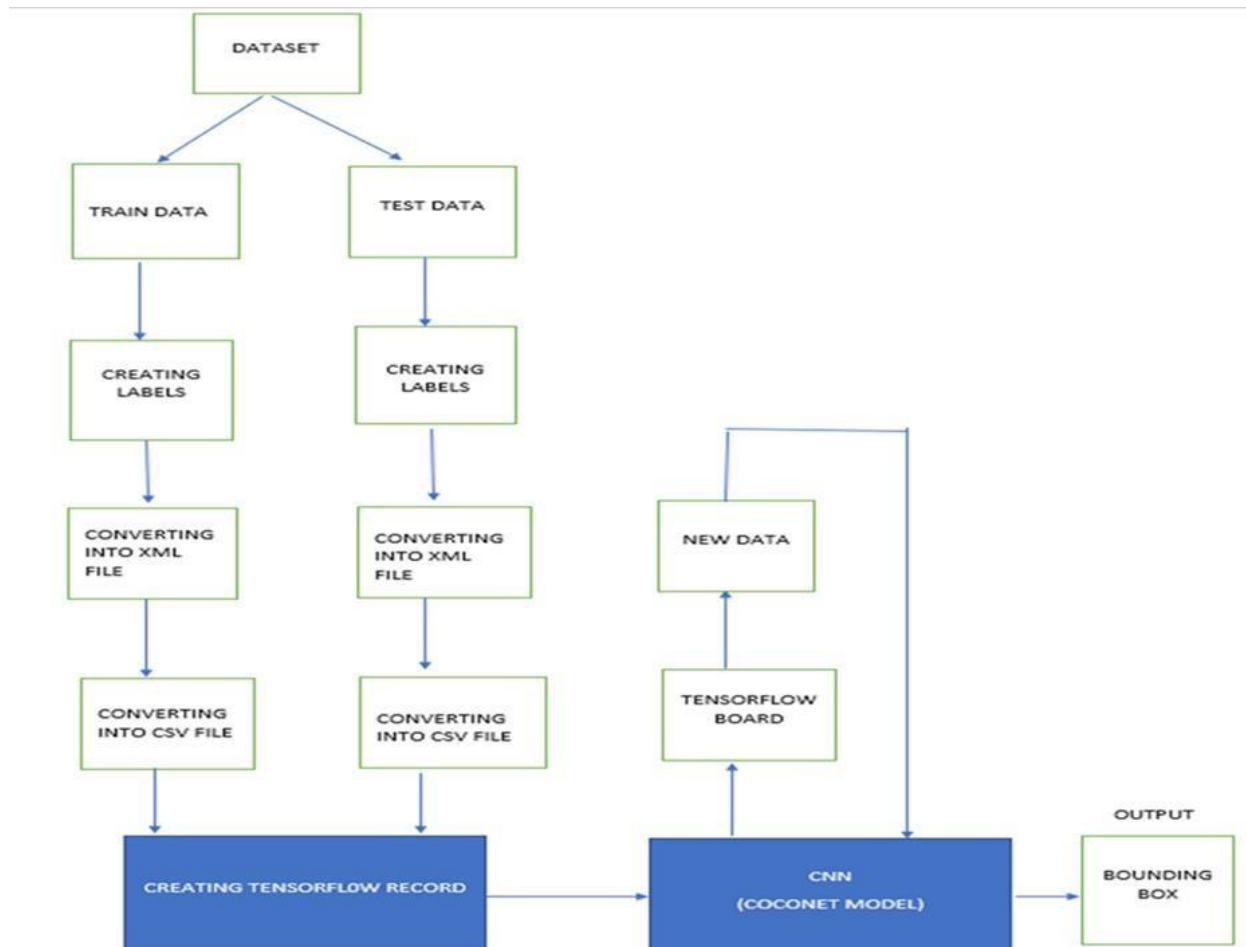 DATASET
TRAIN DATA
TEST DATA
CREATING
LABELS
CREATING
LABELS
CONVERTING
INTO XML
FILE
CONVERTING
INTO XML
FILE
NEW DATA
CONVERTING
INTO CSV FILE
CONVERTING
INTO CSV FILE
TENSORFLOW
BOARD
CREATING TENSORFL0W RECORD
CNN
(COCONET MODEL)
OUTPUT
BOUNDING
BOX